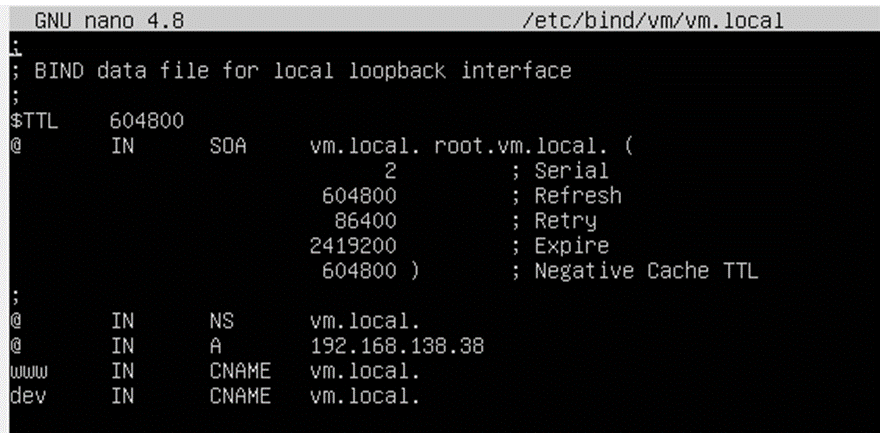 GNU nano 4.8 /etc/bind/vm/vm.local
;
; BIND data file for local loopback interface
;
$TTL 604800
@ IN SOA vm.local. root.vm.local. (
2 ; Serial
604800 ; Refresh
86400 ; Retry
2419200 ; Expire
604800 ) ; Negative Cache TTL
;
@ IN NS vm.local.
@ IN A 192.168.138.38
www IN CNAME vm.local.
dev IN CNAME vm.local.